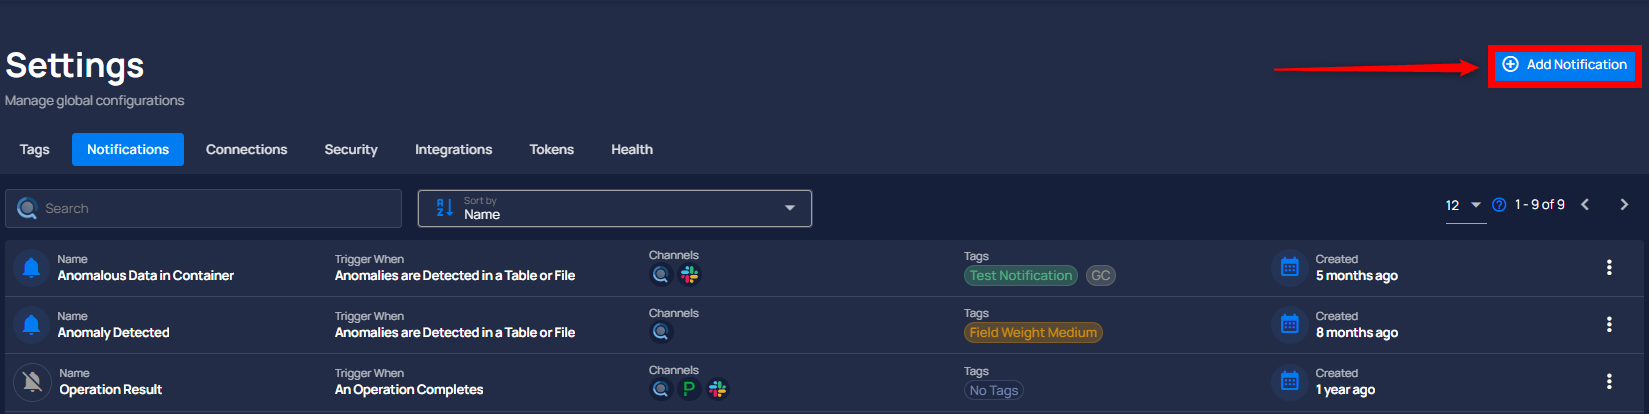 Settings
Add Notification
Manage global configurations
Tags Notifications Connections Security Integrations Tokens Health
Search
Sort by
Name
12 1 - 9 of 9
Name Trigger When Channels Tags Created
Anomalous Data in Container Anomalies are Detected in a Table or File Test Notification GC 5 months ago
Name Trigger When Channels Tags Created
Anomaly Detected Anomalies are Detected in a Table or File Field Weight Medium 8 months ago
Name Trigger When Channels Tags Created
Operation Result An Operation Completes P No Tags 1 year ago